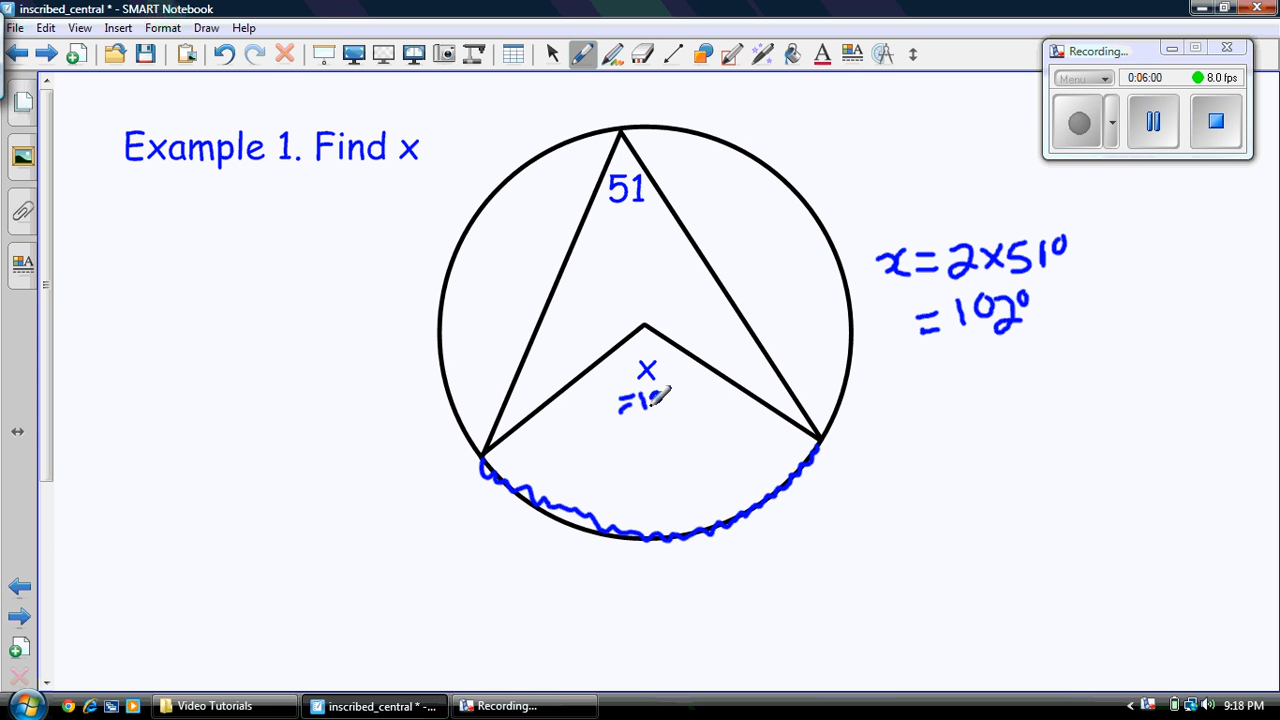 inscribed_central * - SMART Notebook
File Edit View Insert Format Draw Help
Recording...
Menu
0:06:00
8.0 fps
Example 1. Find x
51
x = 2 x 51°
= 102°
x
Video Tutorials
inscribed_central * -...
Recording...
9:18 PM